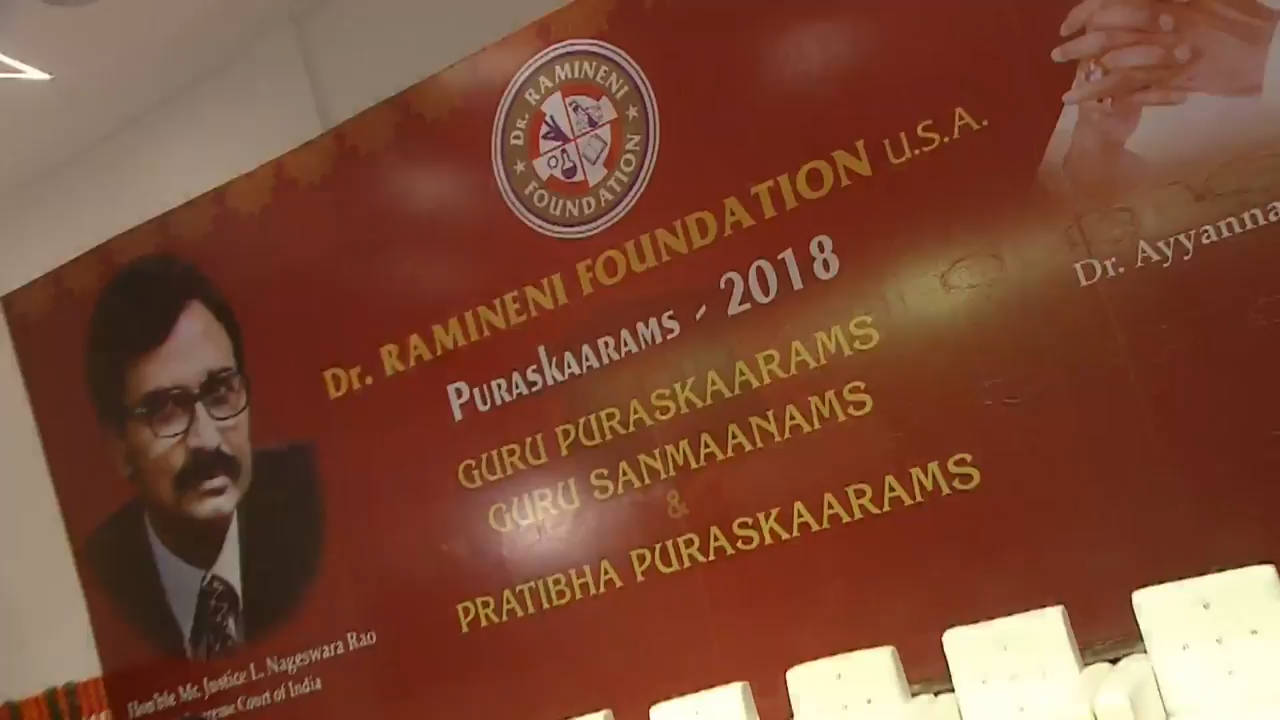 Dr. RAMINENI
FOUNDATION
Dr. RAMINENI FOUNDATION U.S.A.
PURASKAARAMS - 2018
GURU PURASKAARAMS
GURU SANMAANAMS
&
PRATIBHA PURASKAARAMS
Dr. Ayyanna
Hon'ble Mr. Justice L. Nageswara Rao
Court of India